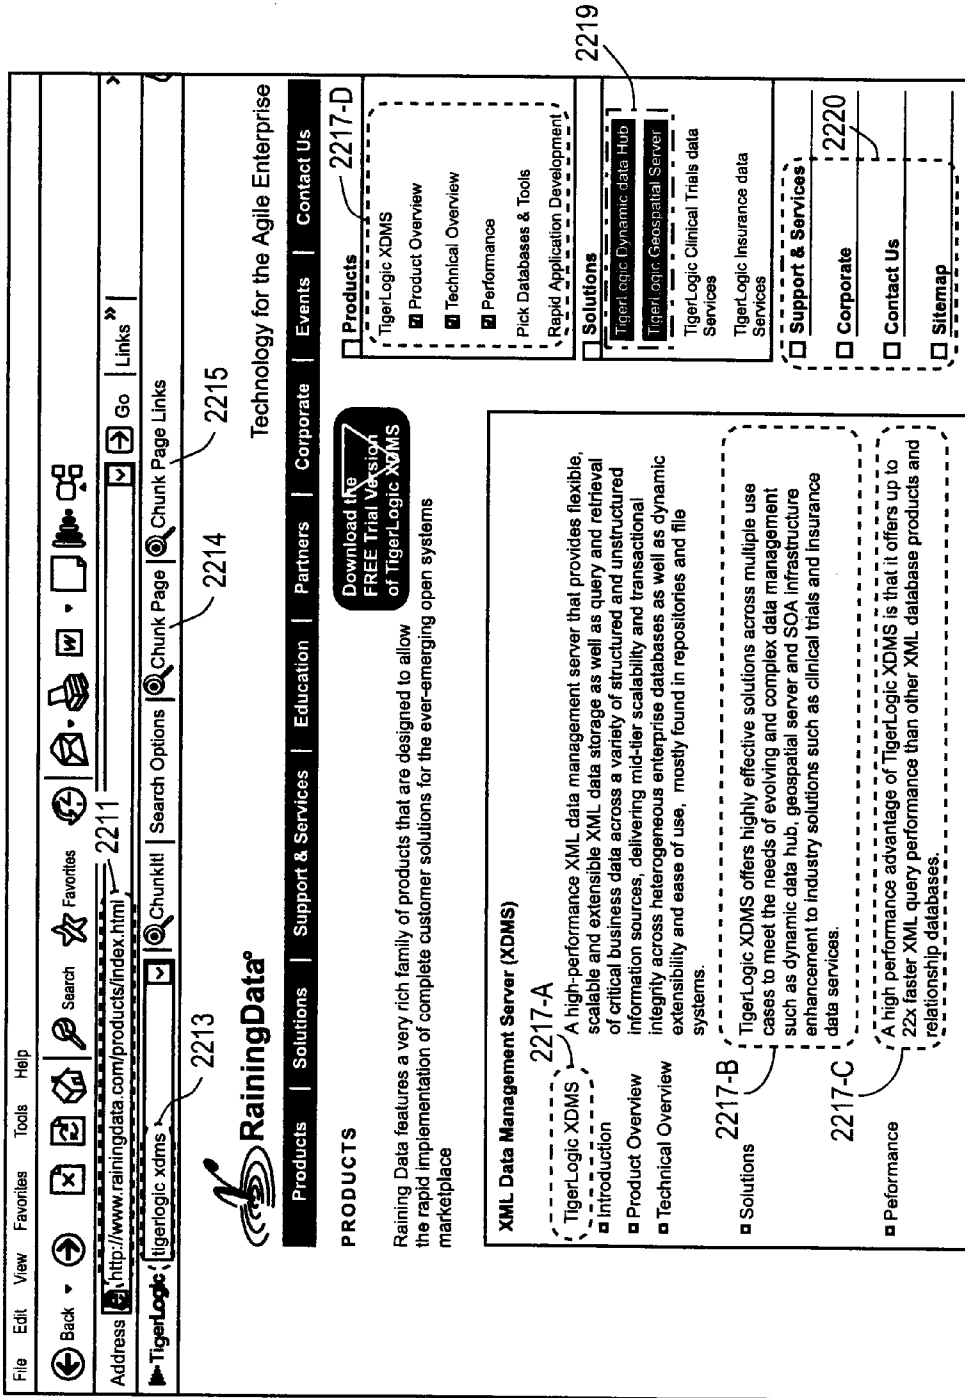 File Edit View Favorites Tools Help
Back Search Favorites W
Address http://www.rainingdata.com/products/index.html Go Links »
2211
TigerLogic tigerlogic xdms Chunkit! Search Options Chunk Page Chunk Page Links »
2213
2214
2215
RainingData®
Technology for the Agile Enterprise
Products | Solutions | Support & Services | Education | Partners | Corporate | Events | Contact Us
PRODUCTS
Raining Data features a very rich family of products that are designed to allow
the rapid implementation of complete customer solutions for the ever-emerging open systems
marketplace
Download the
FREE Trial Version
of TigerLogic XDMS
XML Data Management Server (XDMS)
2217-A
TigerLogic XDMS
Introduction
Product Overview
Technical Overview
A high-performance XML data management server that provides flexible,
scalable and extensible XML data storage as well as query and retrieval
of critical business data across a variety of structured and unstructured
information sources, delivering mid-tier scalability and transactional
integrity across heterogeneous enterprise databases as well as dynamic
extensibility and ease of use, mostly found in repositories and file
systems.
2217-B
Solutions
TigerLogic XDMS offers highly effective solutions across multiple use
cases to meet the needs of evolving and complex data management
such as dynamic data hub, geospatial server and SOA infrastructure
enhancement to industry solutions such as clinical trials and insurance
data services.
2217-C
Peformance
A high performance advantage of TigerLogic XDMS is that it offers up to
22x faster XML query performance than other XML database products and
relationship databases.
Products
2217-D
TigerLogic XDMS
Product Overview
Technical Overview
Performance
Pick Databases & Tools
Rapid Application Development
Solutions
2219
TigerLogic Dynamic data Hub
TigerLogic Geospatial Server
TigerLogic Clinical Trials data
Services
TigerLogic Insurance data
Services
Support & Services
2220
Corporate
Contact Us
Sitemap